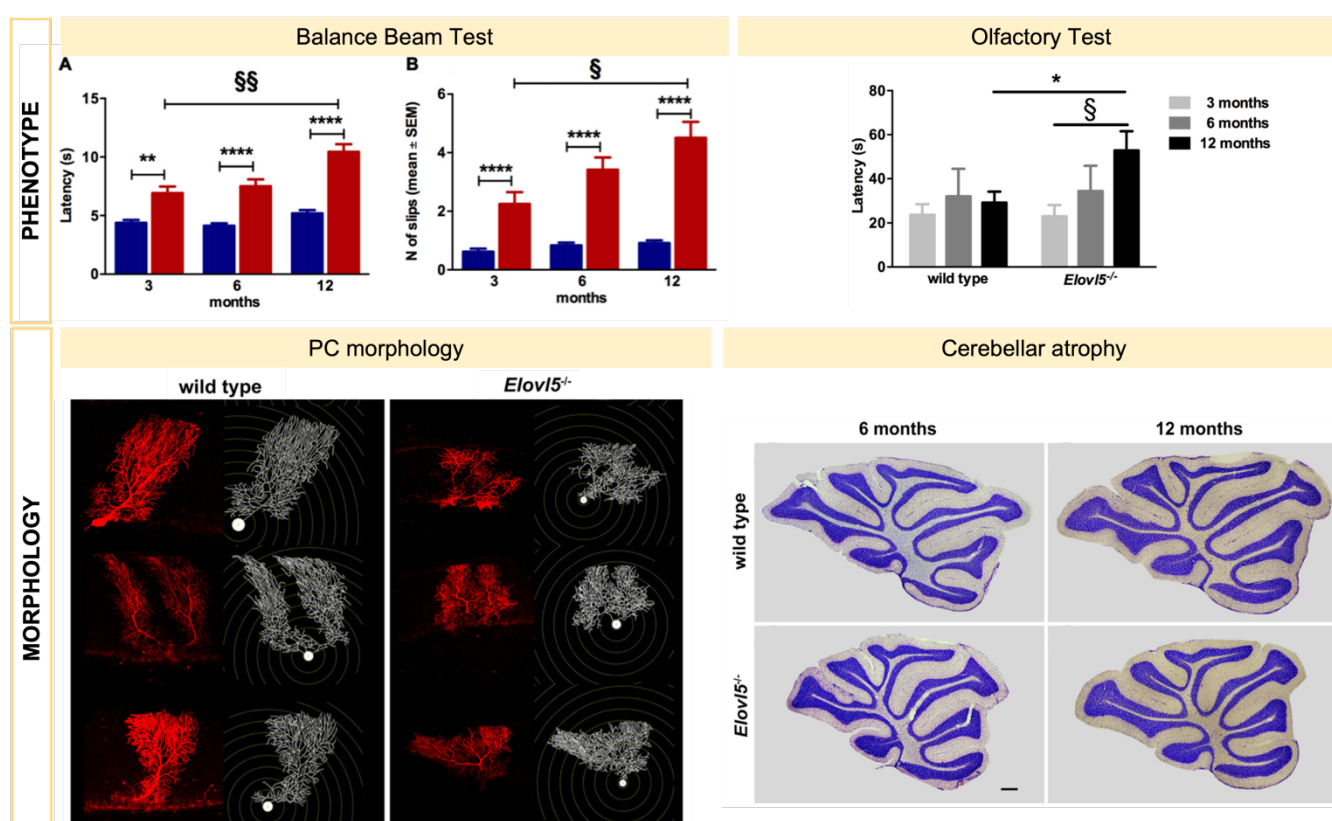 PHENOTYPE
Balance Beam Test
A
§§
15
10
5
0
Latency (s)
**
****
****
3
6
12
months
B
§
6
4
2
0
N of slips (mean ± SEM)
****
****
****
3
6
12
months
Olfactory Test
80
60
40
20
0
Latency (s)
*
§
wild type
Elovl5-/-
3 months
6 months
12 months
MORPHOLOGY
PC morphology
wild type
Elovl5-/-
Cerebellar atrophy
6 months
12 months
wild type
Elovl5-/-